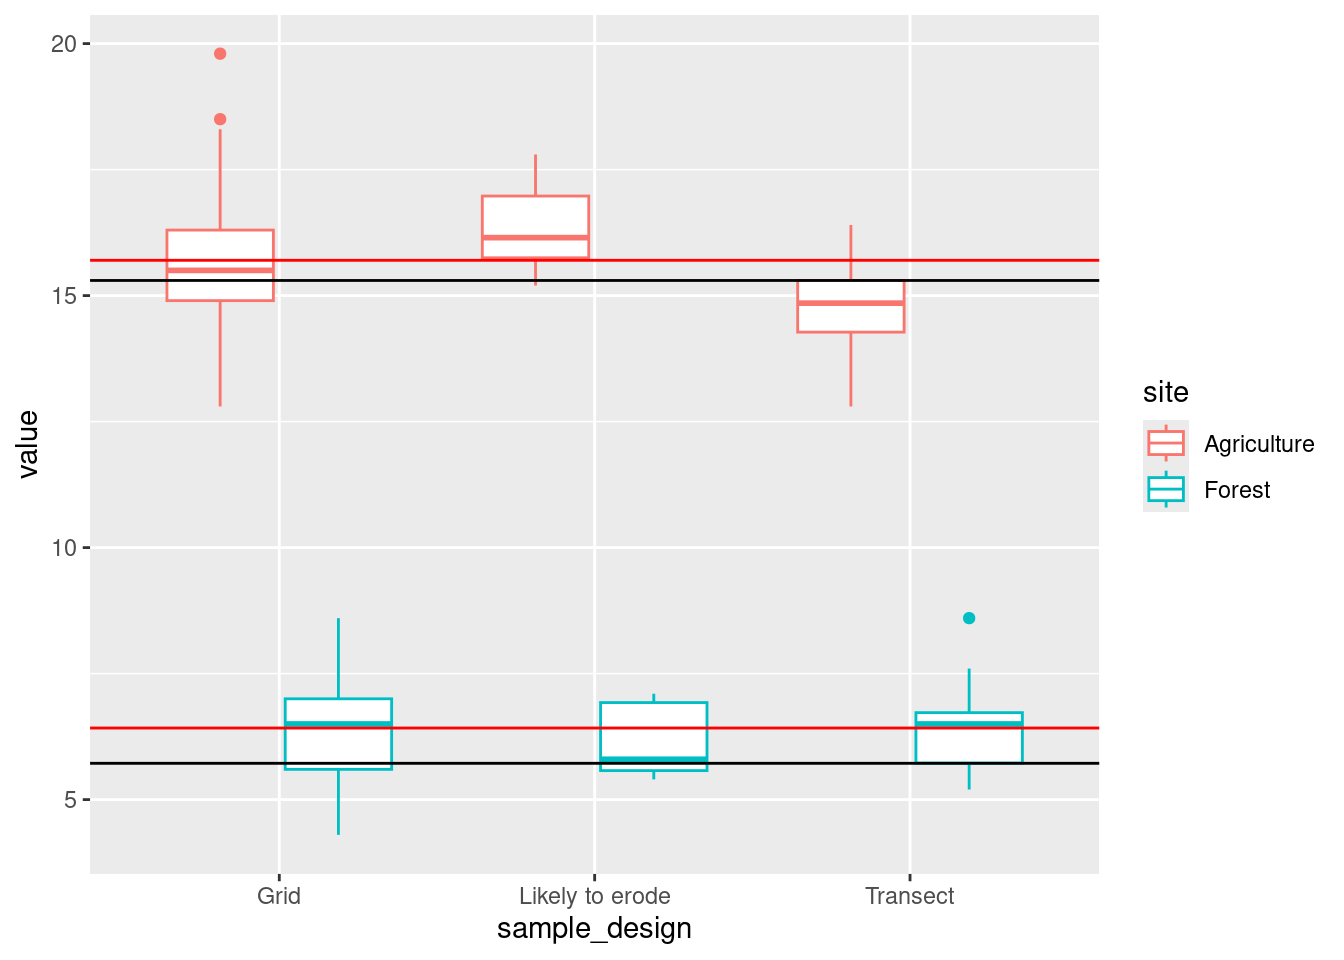 20
15
10
5
value
Grid
Likely to erode
Transect
sample_design
site
Agriculture
Forest